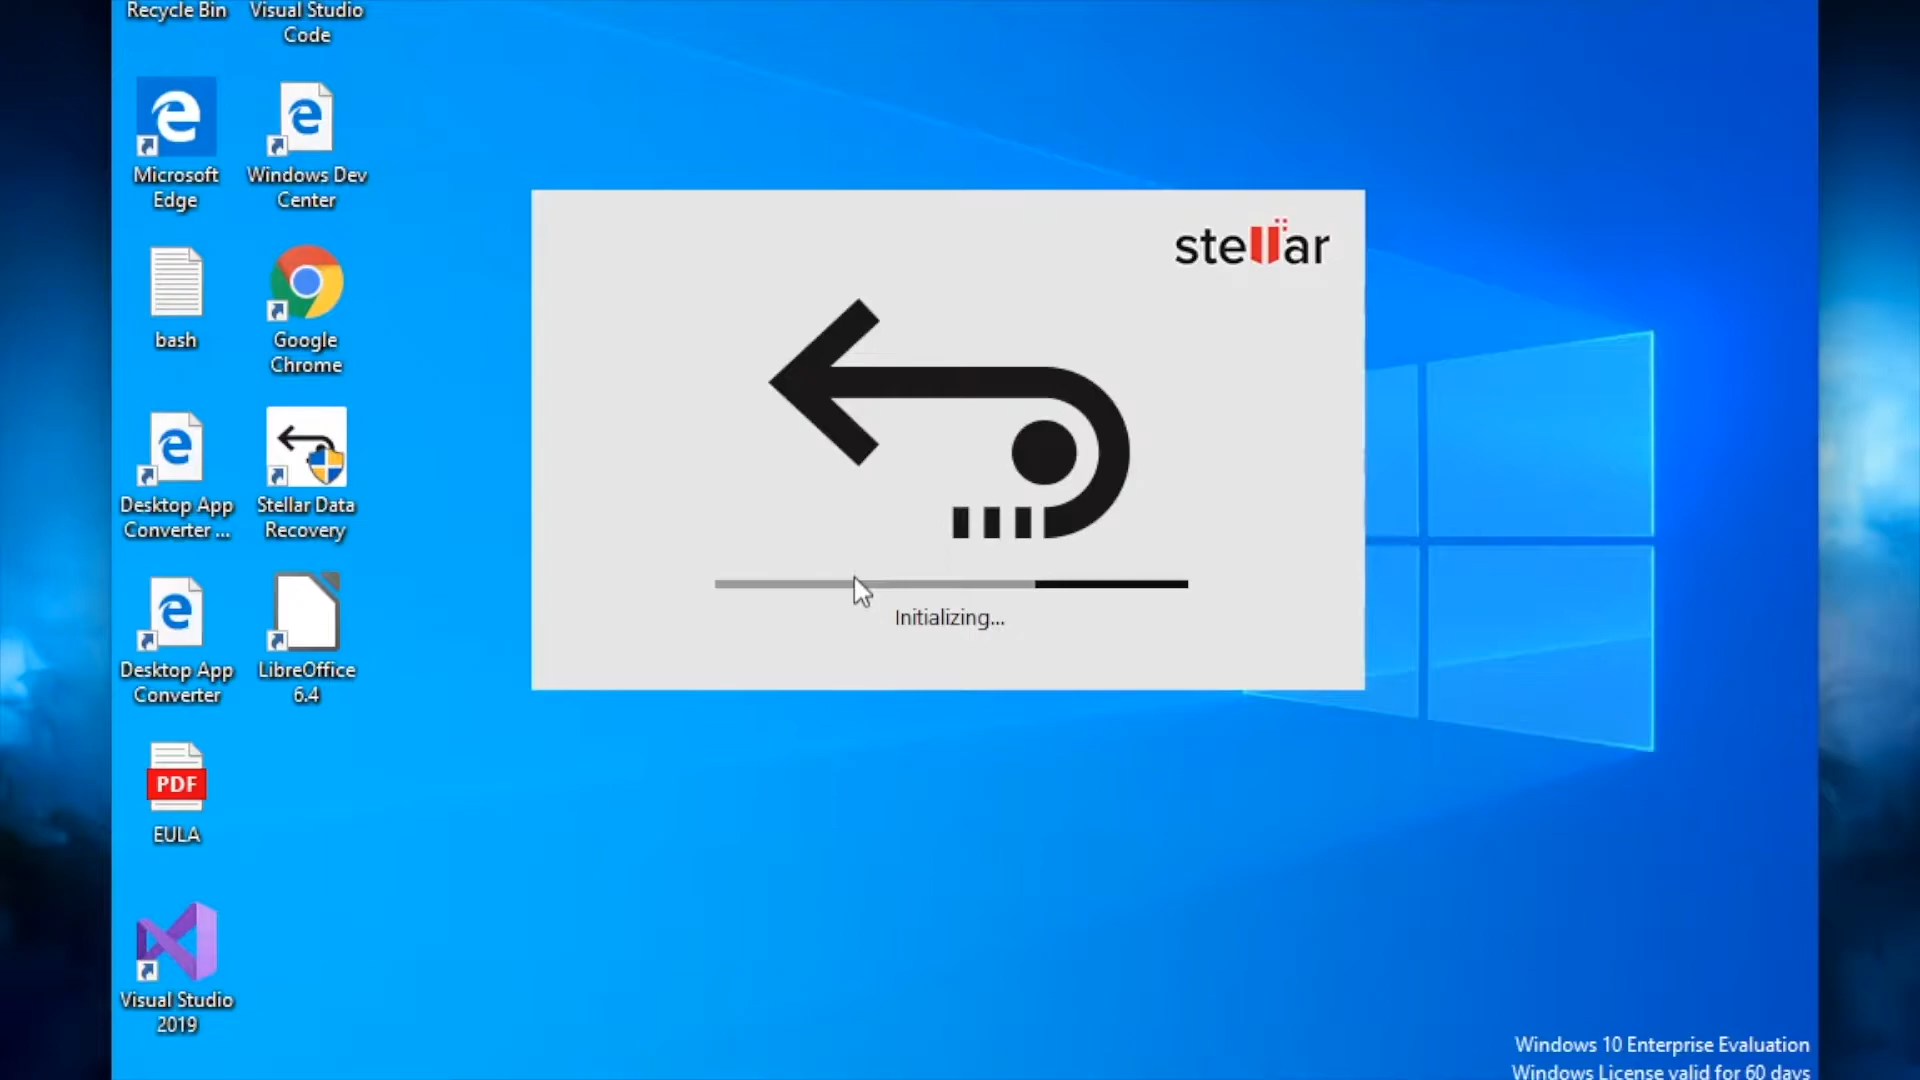 Recycle Bin
Visual Studio
Code
Microsoft
Edge
Windows Dev
Center
bash
Google
Chrome
Desktop App
Converter ...
Stellar Data
Recovery
Desktop App
Converter
LibreOffice
6.4
PDF
EULA
Visual Studio
2019
stellar
Initializing...
Windows 10 Enterprise Evaluation
Windows License valid for 60 days